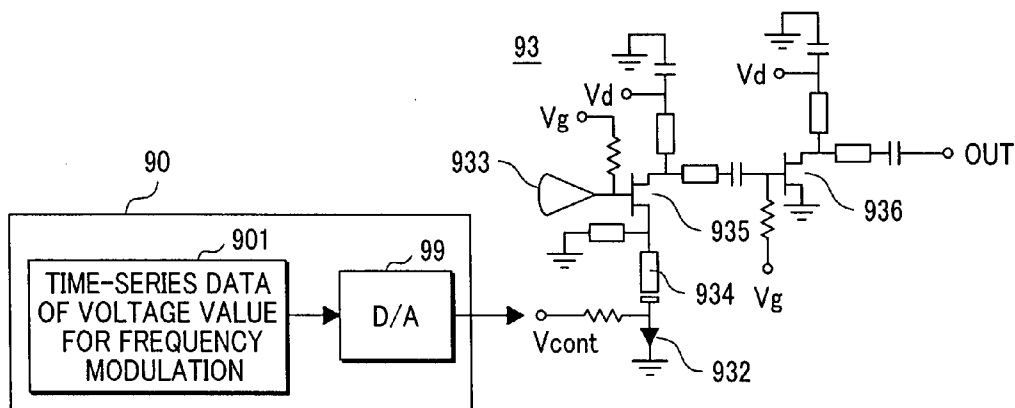 93
Vd
Vd
Vg
933
OUT
90
935
936
901
99
TIME-SERIES DATA
OF VOLTAGE VALUE
FOR FREQUENCY
MODULATION
D/A
934
Vg
Vcont
932